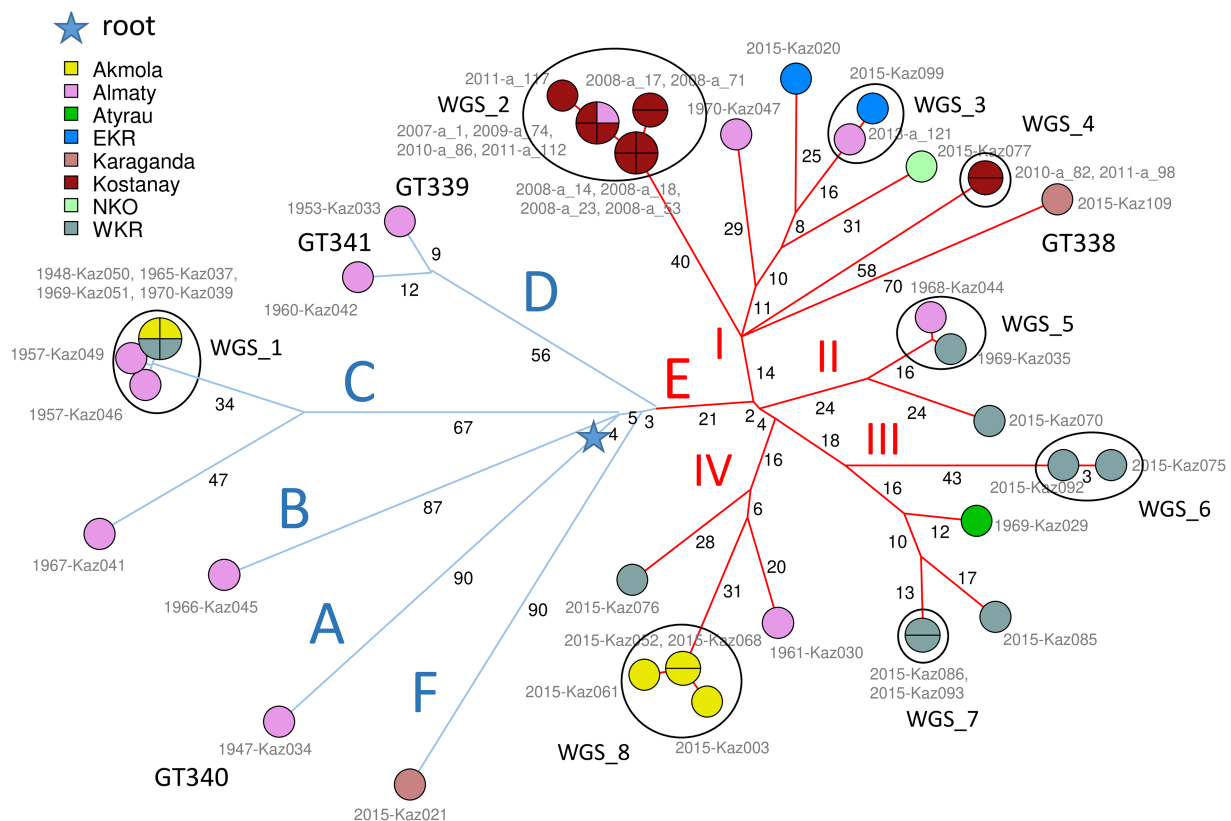 root
Akmola
Almaty
Atyrau
EKR
Karaganda
Kostanay
NKO
WKR
2015-Kaz020
2015-Kaz099
2011-a_117
2008-a_17, 2008-a_71
WGS_2
1970-Kaz047
WGS_3
2013-a_121
WGS_4
2007-a_1, 2009-a_74,
2010-a_86, 2011-a_112
2015-Kaz077
2010-a_82, 2011-a_98
25
16
2008-a_14, 2008-a_18,
2008-a_23, 2008-a_53
2015-Kaz109
GT339
1953-Kaz033
GT341
29
8
31
GT338
9
40
10
58
70
1948-Kaz050, 1965-Kaz037,
1969-Kaz051, 1970-Kaz039
12
1960-Kaz042
D
11
1968-Kaz044
WGS_5
1957-Kaz049
WGS_1
56
I
II
1969-Kaz035
C
E
14
16
1957-Kaz046
34
67
4
5
3
21
2
4
24
24
2015-Kaz070
18
III
47
IV
16
43
3
2015-Kaz075
2015-Kaz092
WGS_6
B
87
6
16
12
1969-Kaz029
1967-Kaz041
28
10
90
20
17
1966-Kaz045
31
13
90
2015-Kaz076
A
2015-Kaz052, 2015-Kaz068
1961-Kaz030
2015-Kaz085
2015-Kaz086,
2015-Kaz093
F
2015-Kaz061
WGS_7
1947-Kaz034
2015-Kaz003
WGS_8
GT340
2015-Kaz021